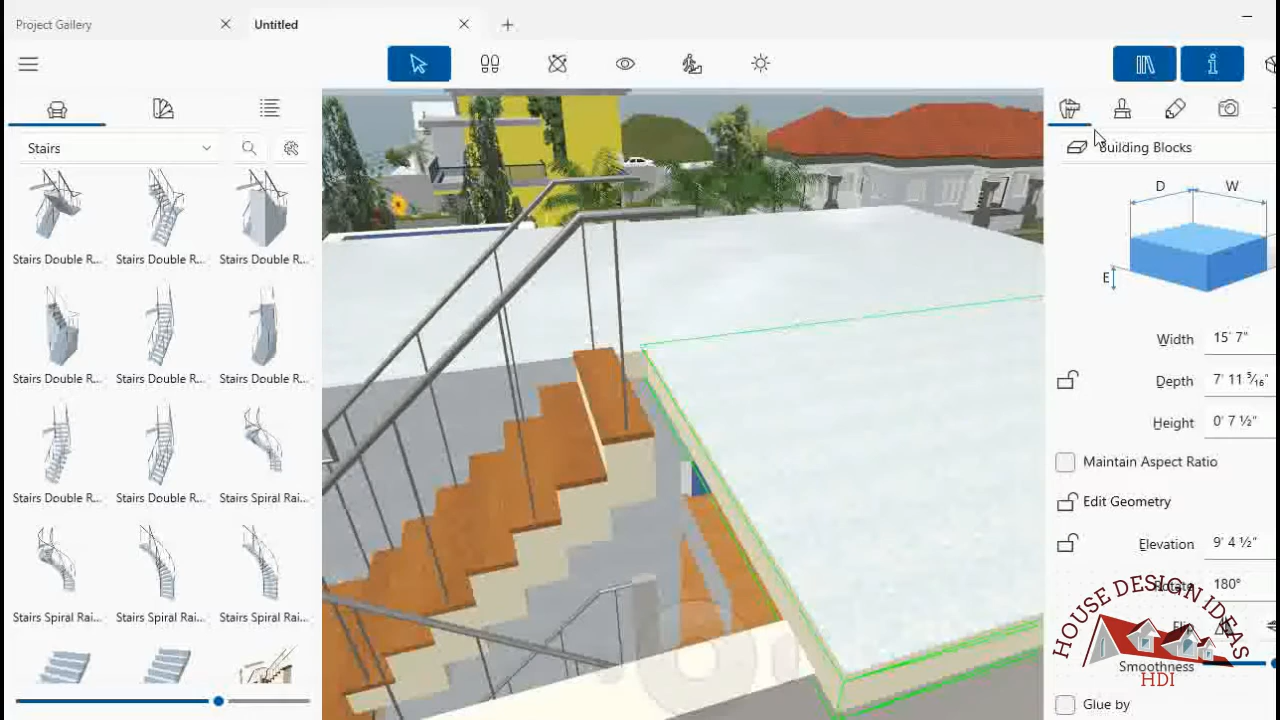 Project Gallery
Untitled
Stairs
Stairs Double R...
Stairs Double R...
Stairs Double R...
Stairs Double R...
Stairs Double R...
Stairs Double R...
Stairs Double R...
Stairs Double R...
Stairs Spiral Rai...
Stairs Spiral Rai...
Stairs Spiral Rai...
Stairs Spiral Rai...
Building Blocks
D
W
E
Width 15' 7"
Depth 7' 11 5/16"
Height 0' 7 ½"
Maintain Aspect Ratio
Edit Geometry
Elevation 9' 4 ½"
Rotate 180°
Flip
Smoothness
Glue by
HOUSE DESIGN IDEAS
HDI